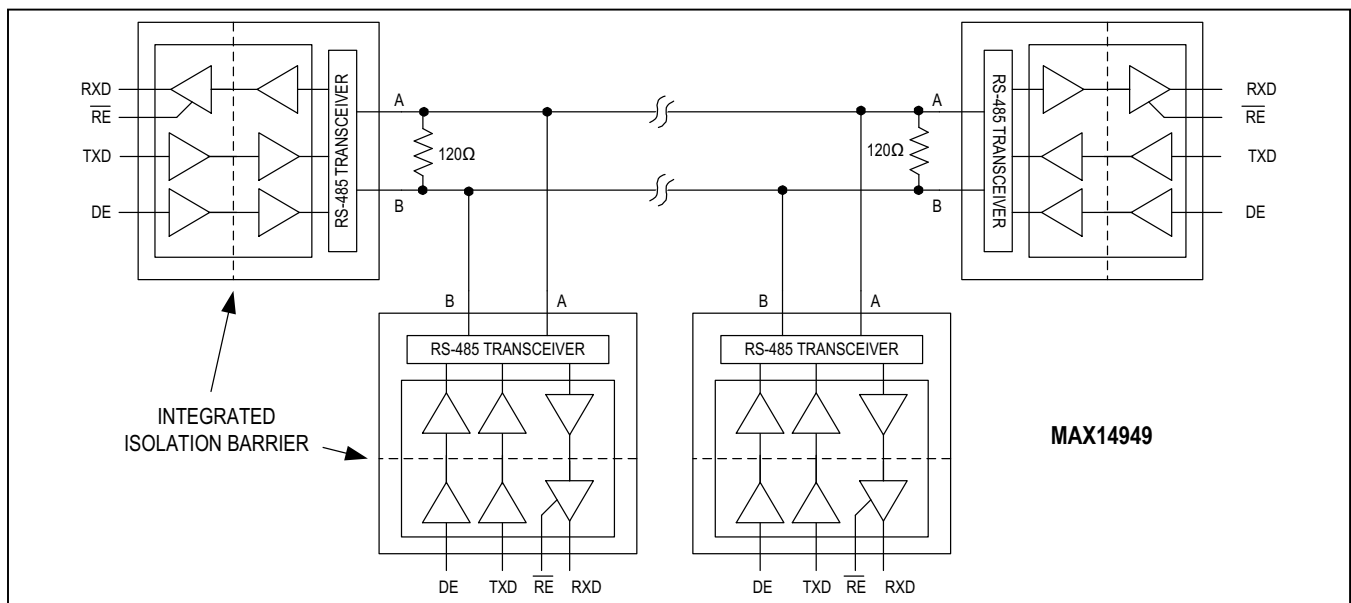 RXD
RE
TXD
DE
RS-485 TRANSCEIVER
A
B
120Ω
120Ω
A
B
RS-485 TRANSCEIVER
RXD
RE
TXD
DE
B
A
RS-485 TRANSCEIVER
DE
TXD
RE
RXD
B
A
RS-485 TRANSCEIVER
DE
TXD
RE
RXD
INTEGRATED
ISOLATION BARRIER
MAX14949